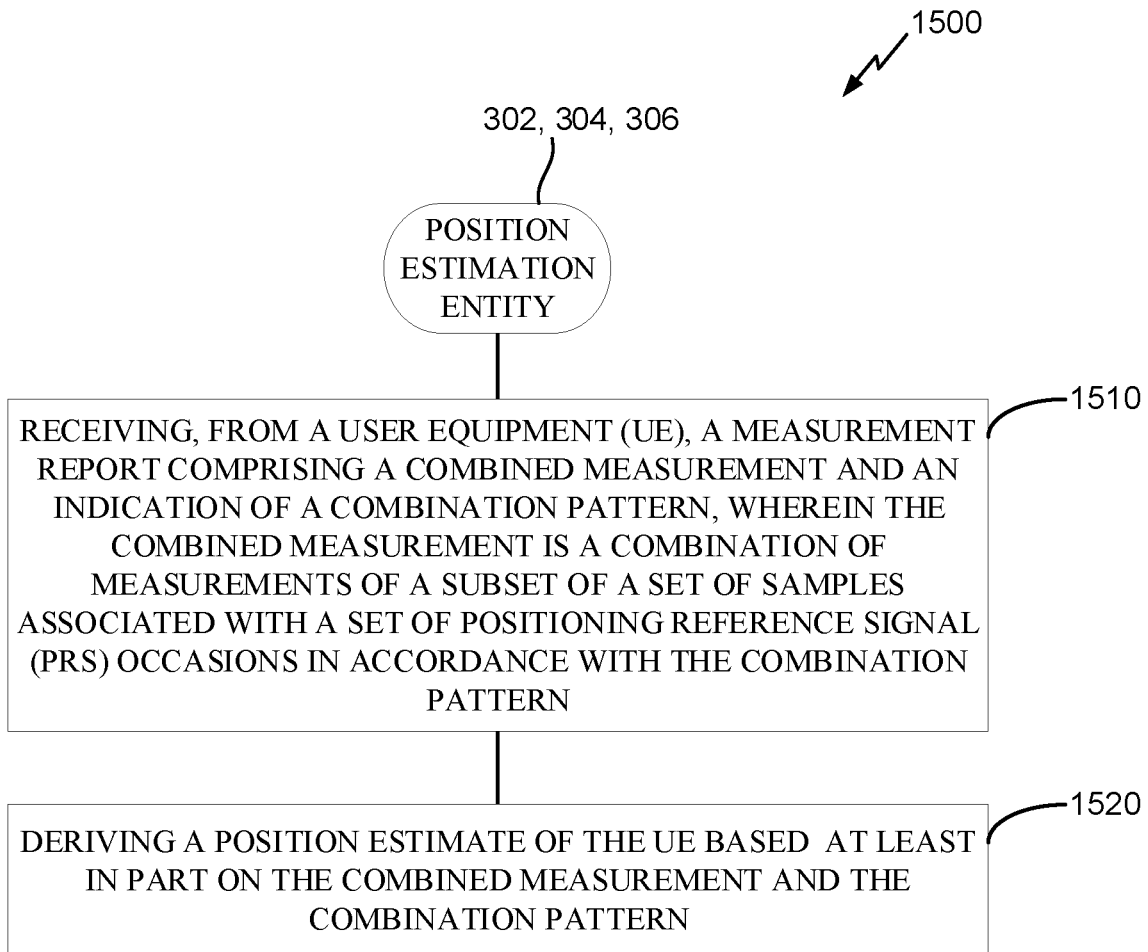 1500
302, 304, 306
POSITION
ESTIMATION
ENTITY
1510
RECEIVING, FROM A USER EQUIPMENT (UE), A MEASUREMENT
REPORT COMPRISING A COMBINED MEASUREMENT AND AN
INDICATION OF A COMBINATION PATTERN, WHEREIN THE
COMBINED MEASUREMENT IS A COMBINATION OF
MEASUREMENTS OF A SUBSET OF A SET OF SAMPLES
ASSOCIATED WITH A SET OF POSITIONING REFERENCE SIGNAL
(PRS) OCCASIONS IN ACCORDANCE WITH THE COMBINATION
PATTERN
1520
DERIVING A POSITION ESTIMATE OF THE UE BASED AT LEAST
IN PART ON THE COMBINED MEASUREMENT AND THE
COMBINATION PATTERN